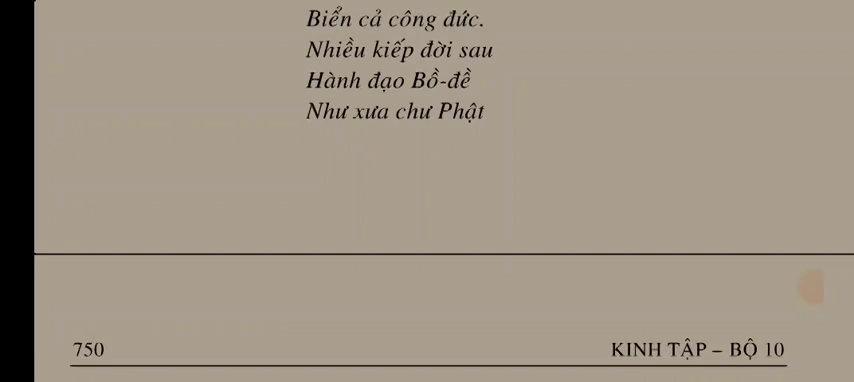 Biển cả công đức.
Nhiều kiếp đời sau
Hành đạo Bồ-đề
Như xưa chư Phật
750 KINH TẬP – BỘ 10